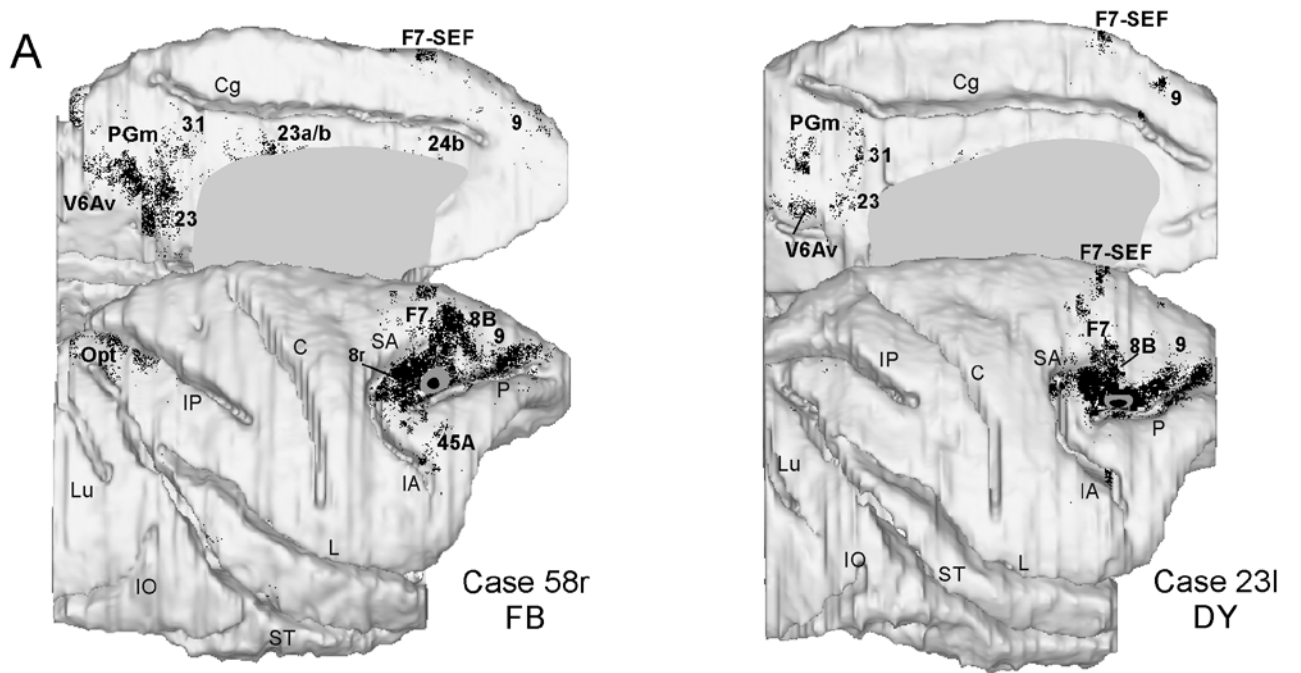 A
F7-SEF
Cg
9
31
23a/b
24b
PGm
V6Av
23
F7
8B
SA
9
8r
C
Opt
P
IP
45A
IA
Lu
L
IO
ST
Case 58r
FB
F7-SEF
Cg
9
PGm
31
23
V6Av
F7-SEF
F7
8B
9
SA
IP
C
P
Lu
IA
IO
ST
L
Case 23l
DY